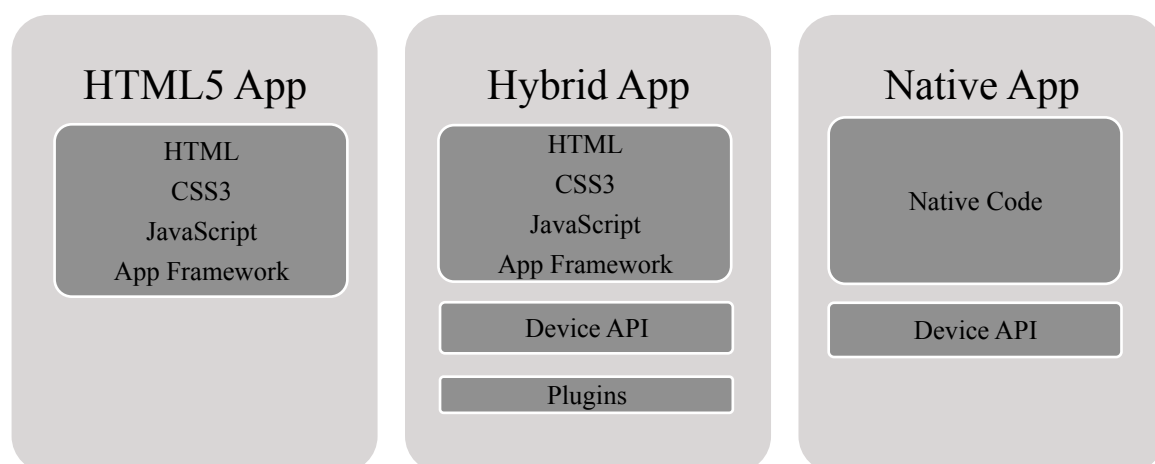 HTML5 App
HTML
CSS3
JavaScript
App Framework
Hybrid App
HTML
CSS3
JavaScript
App Framework
Device API
Plugins
Native App
Native Code
Device API